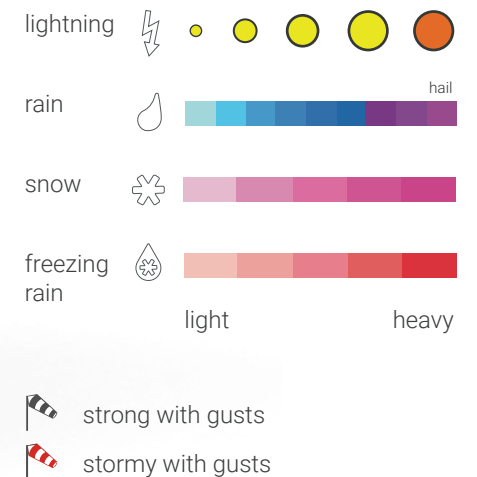 lightning
hail
rain
snow
freezing
rain
light heavy
strong with gusts
stormy with gusts